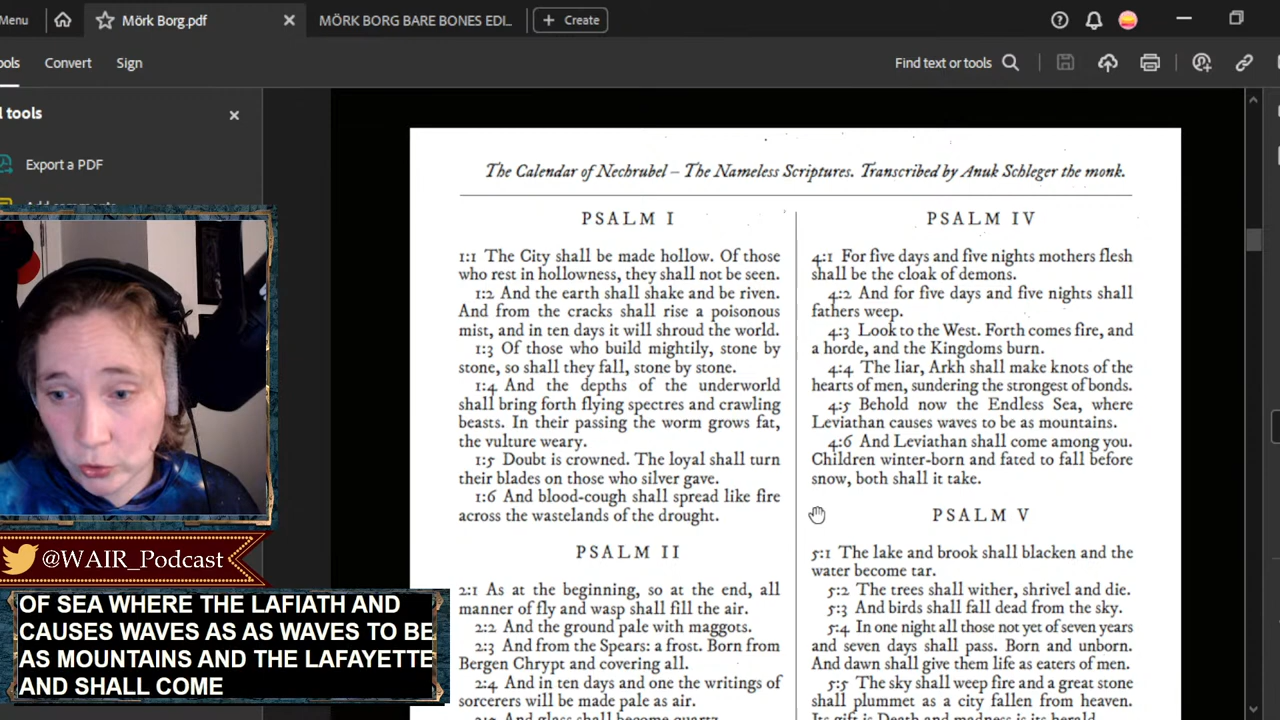 Menu
Mörk Borg.pdf
MÖRK BORG BARE BONES EDI...
Create
ols
Convert
Sign
Find text or tools
l tools
Export a PDF
The Calendar of Nechrubel – The Nameless Scriptures. Transcribed by Anuk Schleger the monk.
PSALM I
1:1 The City shall be made hollow. Of those
who rest in hollowness, they shall not be seen.
1:2 And the earth shall shake and be riven.
And from the cracks shall rise a poisonous
mist, and in ten days it will shroud the world.
1:3 Of those who build mightily, stone by
stone, so shall they fall, stone by stone.
1:4 And the depths of the underworld
shall bring forth flying spectres and crawling
beasts. In their passing the worm grows fat,
the vulture weary.
1:5 Doubt is crowned. The loyal shall turn
their blades on those who silver gave.
1:6 And blood-cough shall spread like fire
across the wastelands of the drought.
PSALM II
2:1 As at the beginning, so at the end, all
manner of fly and wasp shall fill the air.
2:2 And the ground pale with maggots.
2:3 And from the Spears: a frost. Born from
Bergen Chrypt and covering all.
2:4 And in ten days and one the writings of
sorcerers will be made pale as air.
PSALM IV
4:1 For five days and five nights mothers flesh
shall be the cloak of demons.
4:2 And for five days and five nights shall
fathers weep.
4:3 Look to the West. Forth comes fire, and
a horde, and the Kingdoms burn.
4:4 The liar, Arkh shall make knots of the
hearts of men, sundering the strongest of bonds.
4:5 Behold now the Endless Sea, where
Leviathan causes waves to be as mountains.
4:6 And Leviathan shall come among you.
Children winter-born and fated to fall before
snow, both shall it take.
PSALM V
5:1 The lake and brook shall blacken and the
water become tar.
5:2 The trees shall wither, shrivel and die.
5:3 And birds shall fall dead from the sky.
5:4 In one night all those not yet of seven years
and seven days shall pass. Born and unborn.
And dawn shall give them life as eaters of men.
5:5 The sky shall weep fire and a great stone
shall plummet as a city fallen from heaven.
Its gift is Death and madness is its herald.
@WAIR_Podcast
OF SEA WHERE THE LAFIATH AND
CAUSES WAVES AS AS WAVES TO BE
AS MOUNTAINS AND THE LAFAYETTE
AND SHALL COME